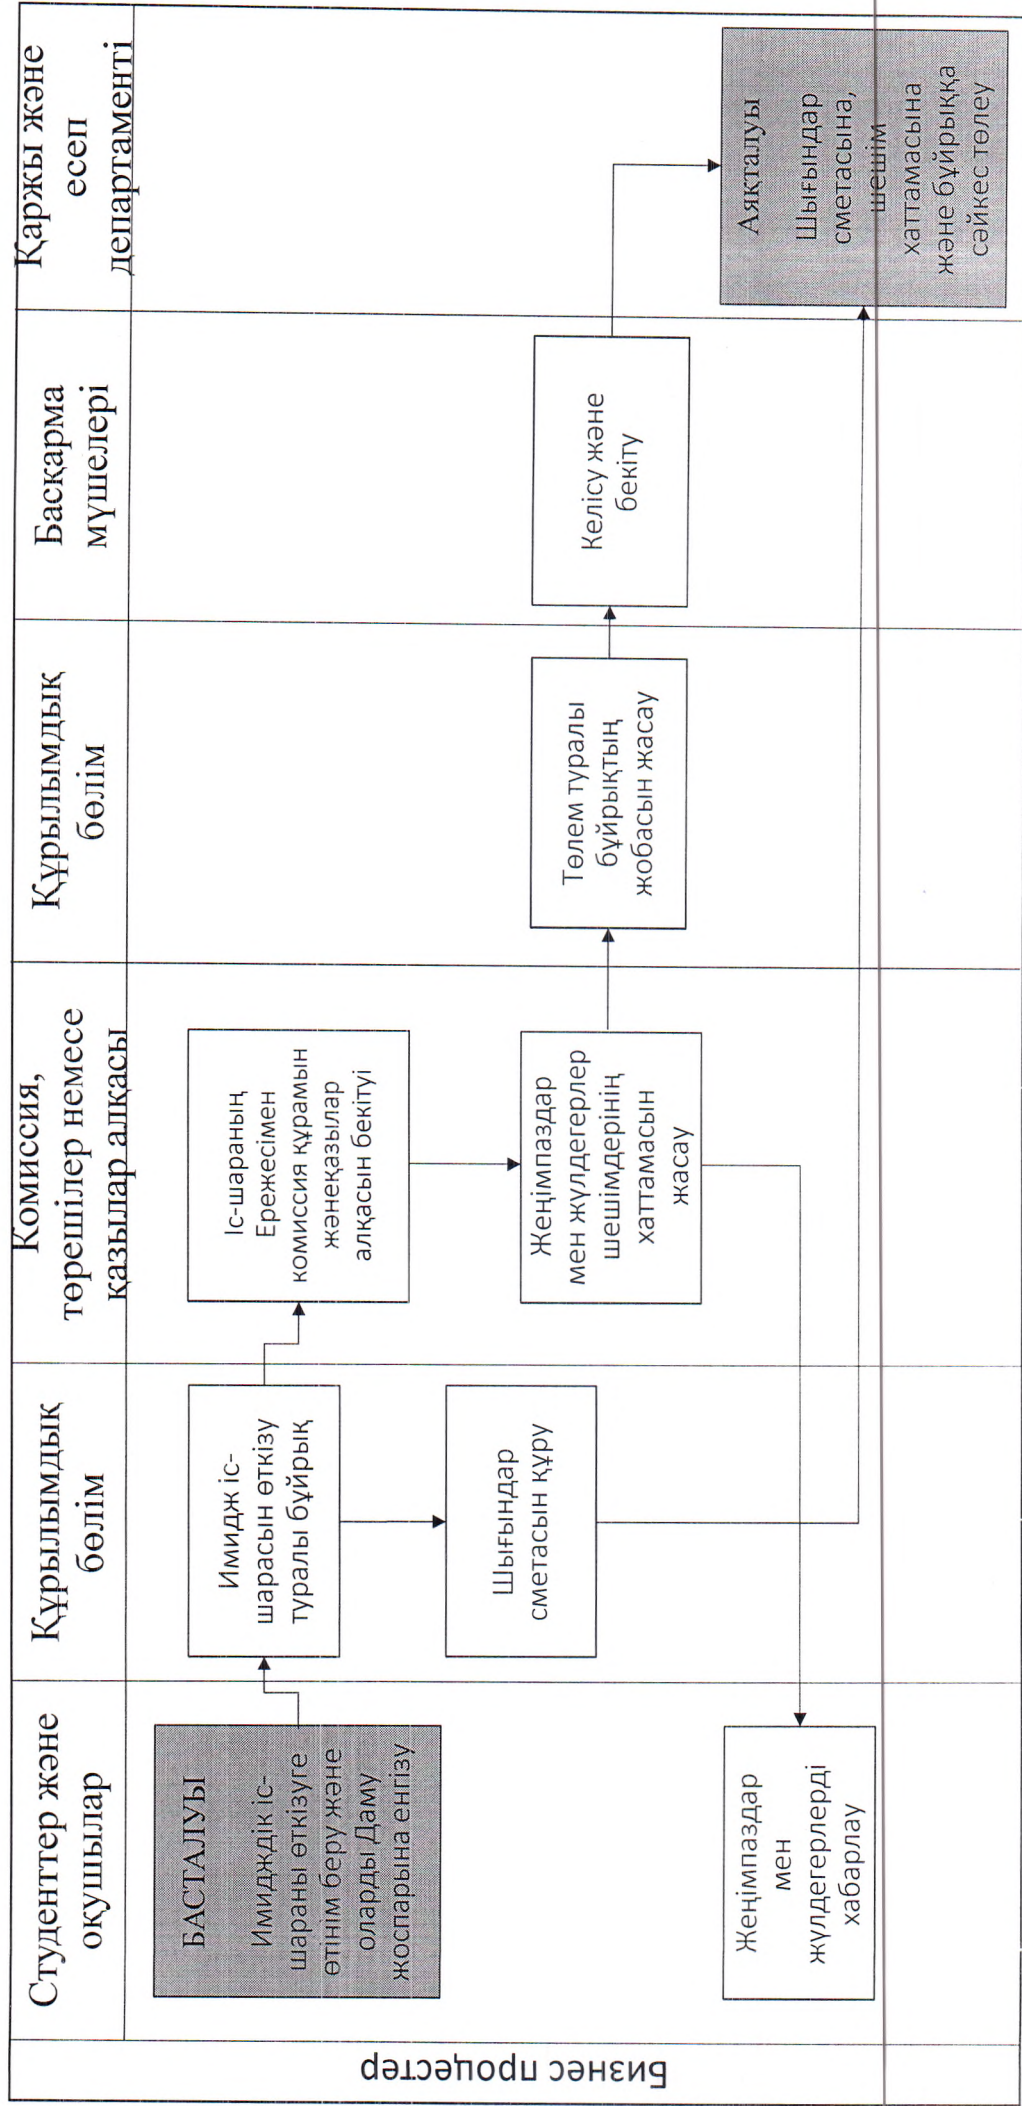 Бизнес процестер
Студенттер және
оқушылар
Құрылымдық
бөлім
Комиссия,
төрешілер немесе
қазылар алқасы
Құрылымдық
бөлім
Басқарма
мүшелері
Қаржы және
есеп
департаменті
БАСТАЛУЫ
Имидждік іс-
шараны өткізуге
өтінім беру және
оларды Даму
жоспарына енгізу
Имидж іс-
шарасын өткізу
туралы бұйрық
Іс-шараның
Ережесімен
комиссия құрамын
жәнеқазылар
алқасын бекітуі
Шығындар
сметасын құру
Жеңімпаздар
мен жүлдегерлер
шешімдерінің
хаттамасын
жасау
Төлем туралы
бұйрықтың
жобасын жасау
Келісу және
бекіту
Жеңімпаздар
мен
жүлдегерлерді
хабарлау
Аяқталуы
Шығындар
сметасына,
шешім
хаттамасына
және бұйрыққа
сәйкес төлеу